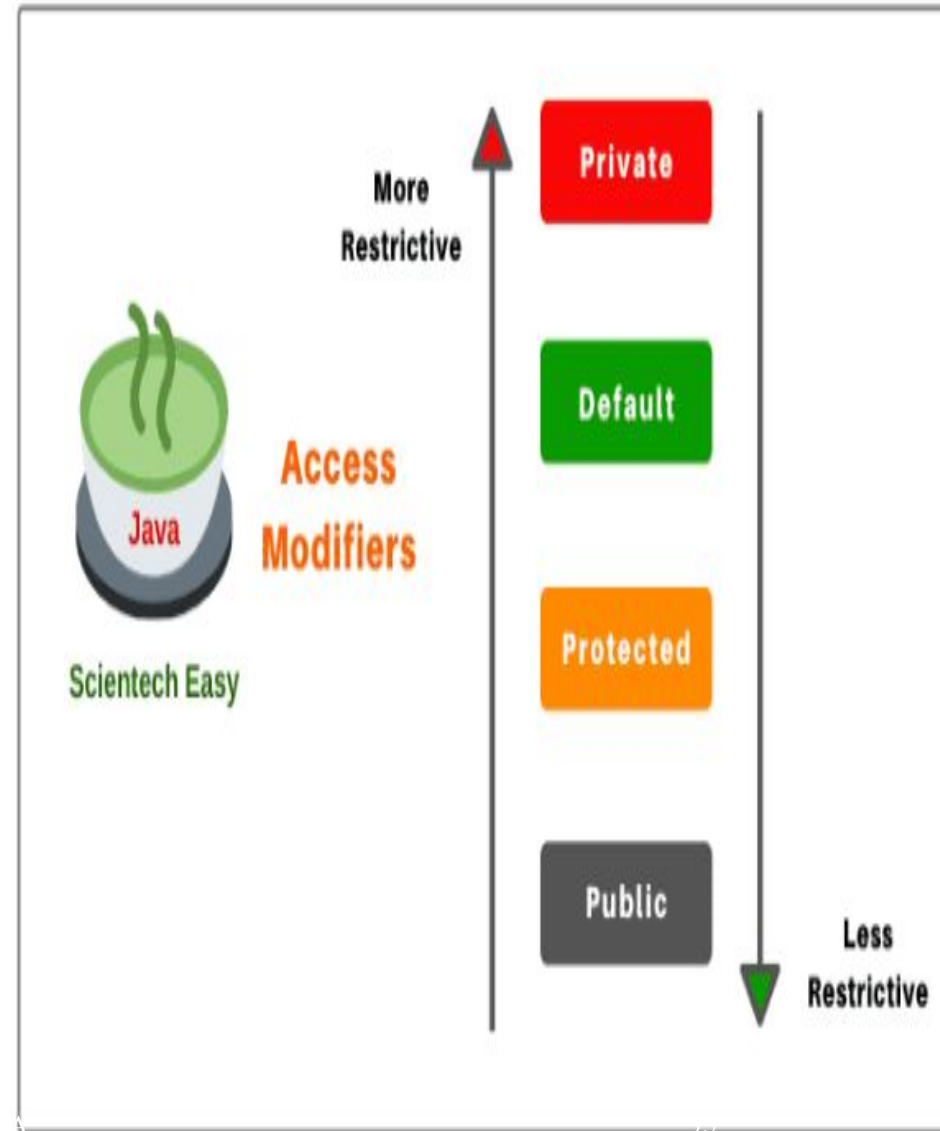 Private
More
Restrictive
Default
Access
Modifiers
Java
Protected
Scientech Easy
Public
Less
Restrictive